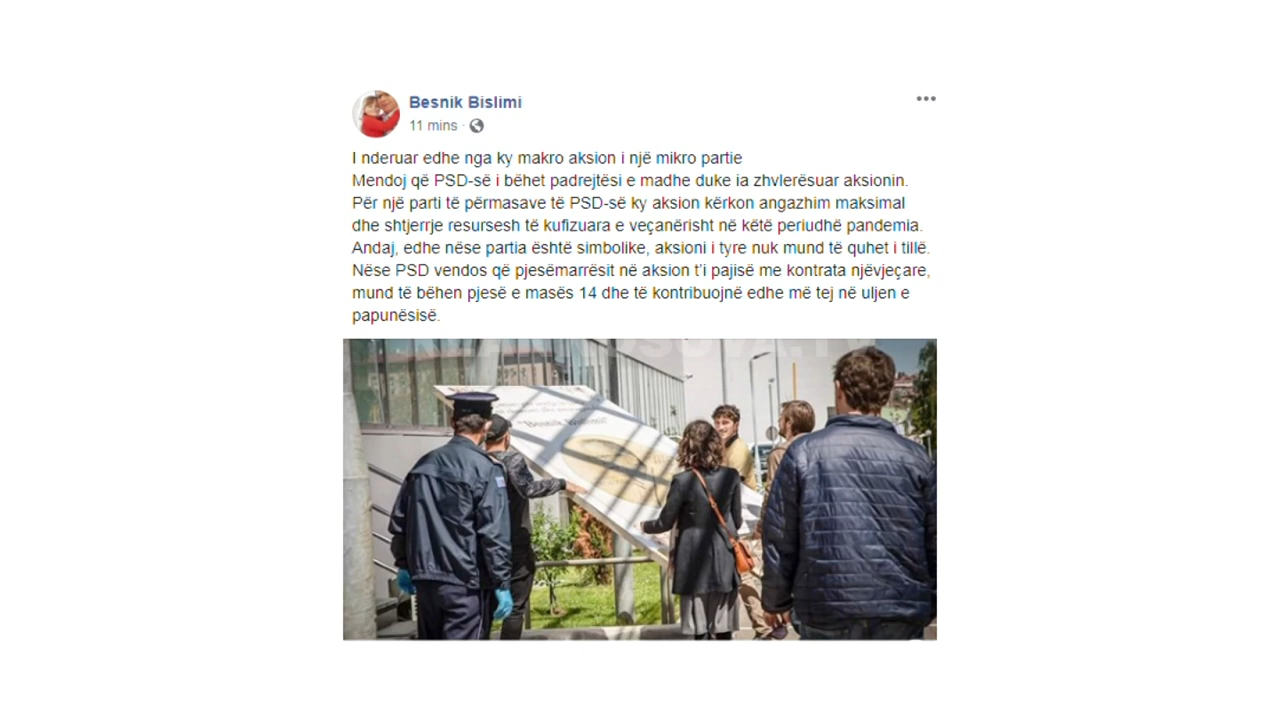 Besnik Bislimi
11 mins
I nderuar edhe nga ky makro aksion i një mikro partie
Mendoj që PSD-së i bëhet padrejtësi e madhe duke ia zhvlerësuar aksionin.
Për një parti të përmasave të PSD-së ky aksion kërkon angazhim maksimal
dhe shtjerrje resursesh të kufizuara e veçanërisht në këtë periudhë pandemia.
Andaj, edhe nëse partia është simbolike, aksioni i tyre nuk mund të quhet i tillë.
Nëse PSD vendos që pjesëmarrësit në aksion t'i pajisë me kontrata njëvjeçare,
mund të bëhen pjesë e masës 14 dhe të kontribuojnë edhe më tej në uljen e
papunësisë.